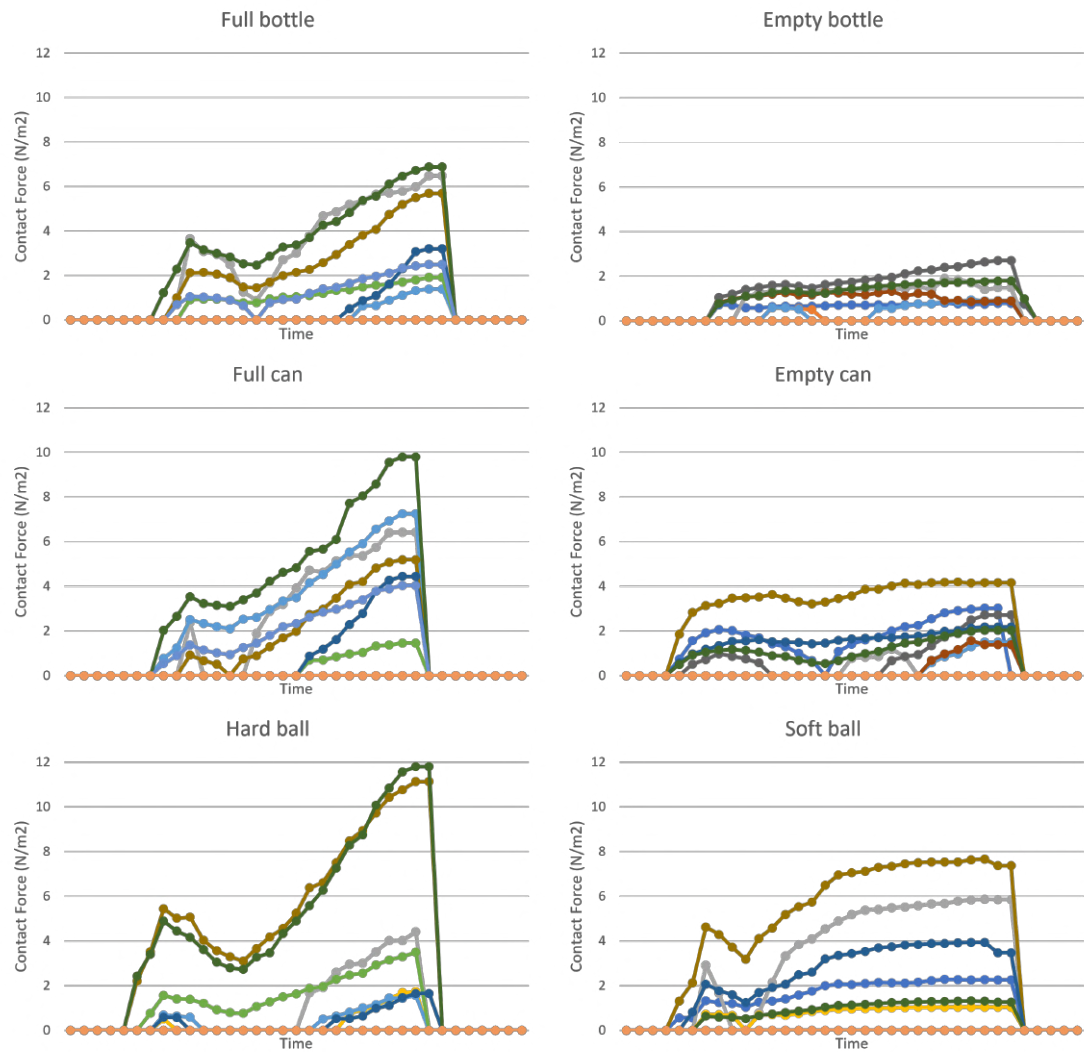 Full bottle
12
10
8
6
4
2
0
Contact Force (N/m2)
Time
Empty bottle
12
10
8
6
4
2
0
Contact Force (N/m2)
Time
Full can
12
10
8
6
4
2
0
Contact Force (N/m2)
Time
Empty can
12
10
8
6
4
2
0
Contact Force (N/m2)
Time
Hard ball
12
10
8
6
4
2
0
Contact Force (N/m2)
Time
Soft ball
12
10
8
6
4
2
0
Contact Force (N/m2)
Time